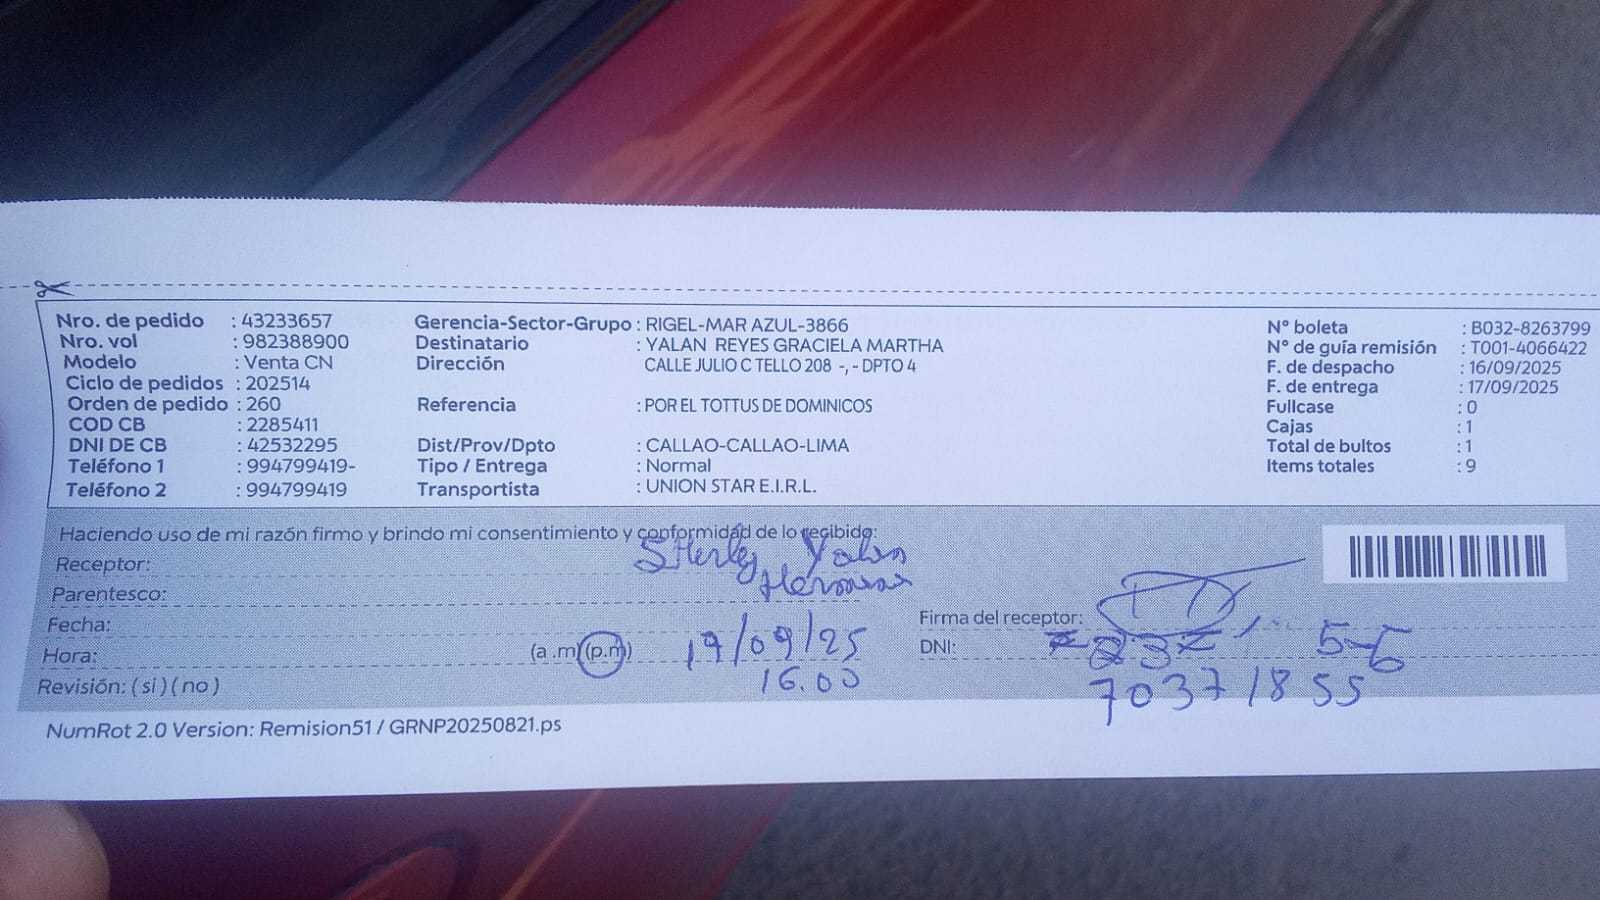 Nro. de pedido : 43233657
Nro. vol : 982388900
Modelo : Venta CN
Ciclo de pedidos : 202514
Orden de pedido : 260
COD CB : 2285411
DNI DE CB : 42532295
Teléfono 1 : 994799419-
Teléfono 2 : 994799419
Gerencia-Sector-Grupo : RIGEL-MAR AZUL-3866
Destinatario : YALAN REYES GRACIELA MARTHA
Dirección CALLE JULIO C TELLO 208 -, - DPTO 4
Referencia : POR EL TOTTUS DE DOMINICOS
Dist/Prov/Dpto : CALLAO-CALLAO-LIMA
Tipo / Entrega : Normal
Transportista : UNION STAR E.I.R.L.
N° boleta : B032-8263799
N° de guía remisión : T001-4066422
F. de despacho : 16/09/2025
F. de entrega : 17/09/2025
Fullcase : 0
Cajas : 1
Total de bultos : 1
Items totales : 9
Haciendo uso de mi razón firmo y brindo mi consentimiento y conformidad de lo recibido:
Receptor: Yalan
Parentesco:
Fecha: 17/09/25
Hora: (a .m) (p.m) 16.00
Revisión: ( si ) ( no )
Firma del receptor:
DNI:
70371855
NumRot 2.0 Version: Remision51 / GRNP20250821.ps